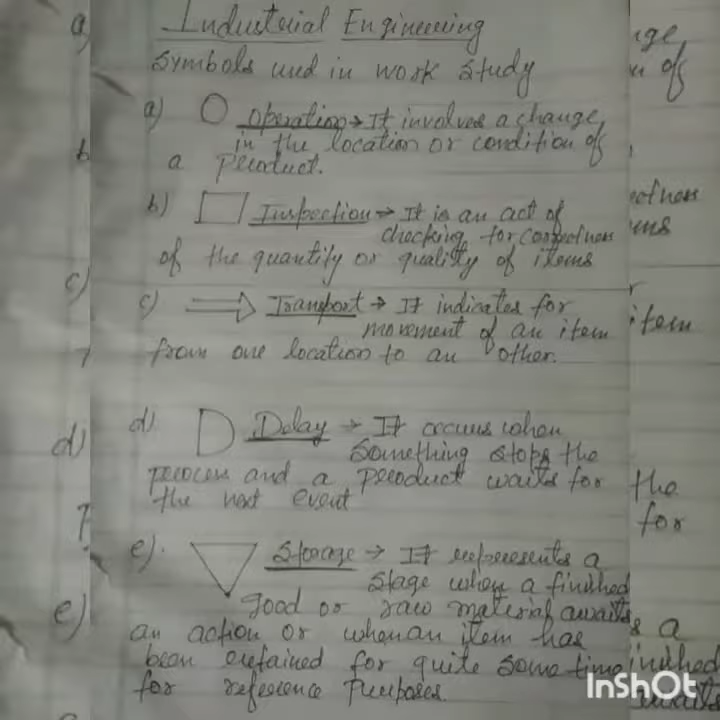 Industrial Engineering
Symbols used in work study
a) Operation → It involves a change,
in the location or condition of
a product.
b) Inspection → It is an act of
checking for correctness
of the quantity or quality of items
c) Transport → It indicates for
movement of an item
from one location to an other.
d) Delay → It occurs when
something stops the
process and a product waits for
the next event
e). Storage → It represents a
stage when a finished
good or raw material awaits
an action or when an item has
been retained for quite some time
for reference purposes.
InShOt